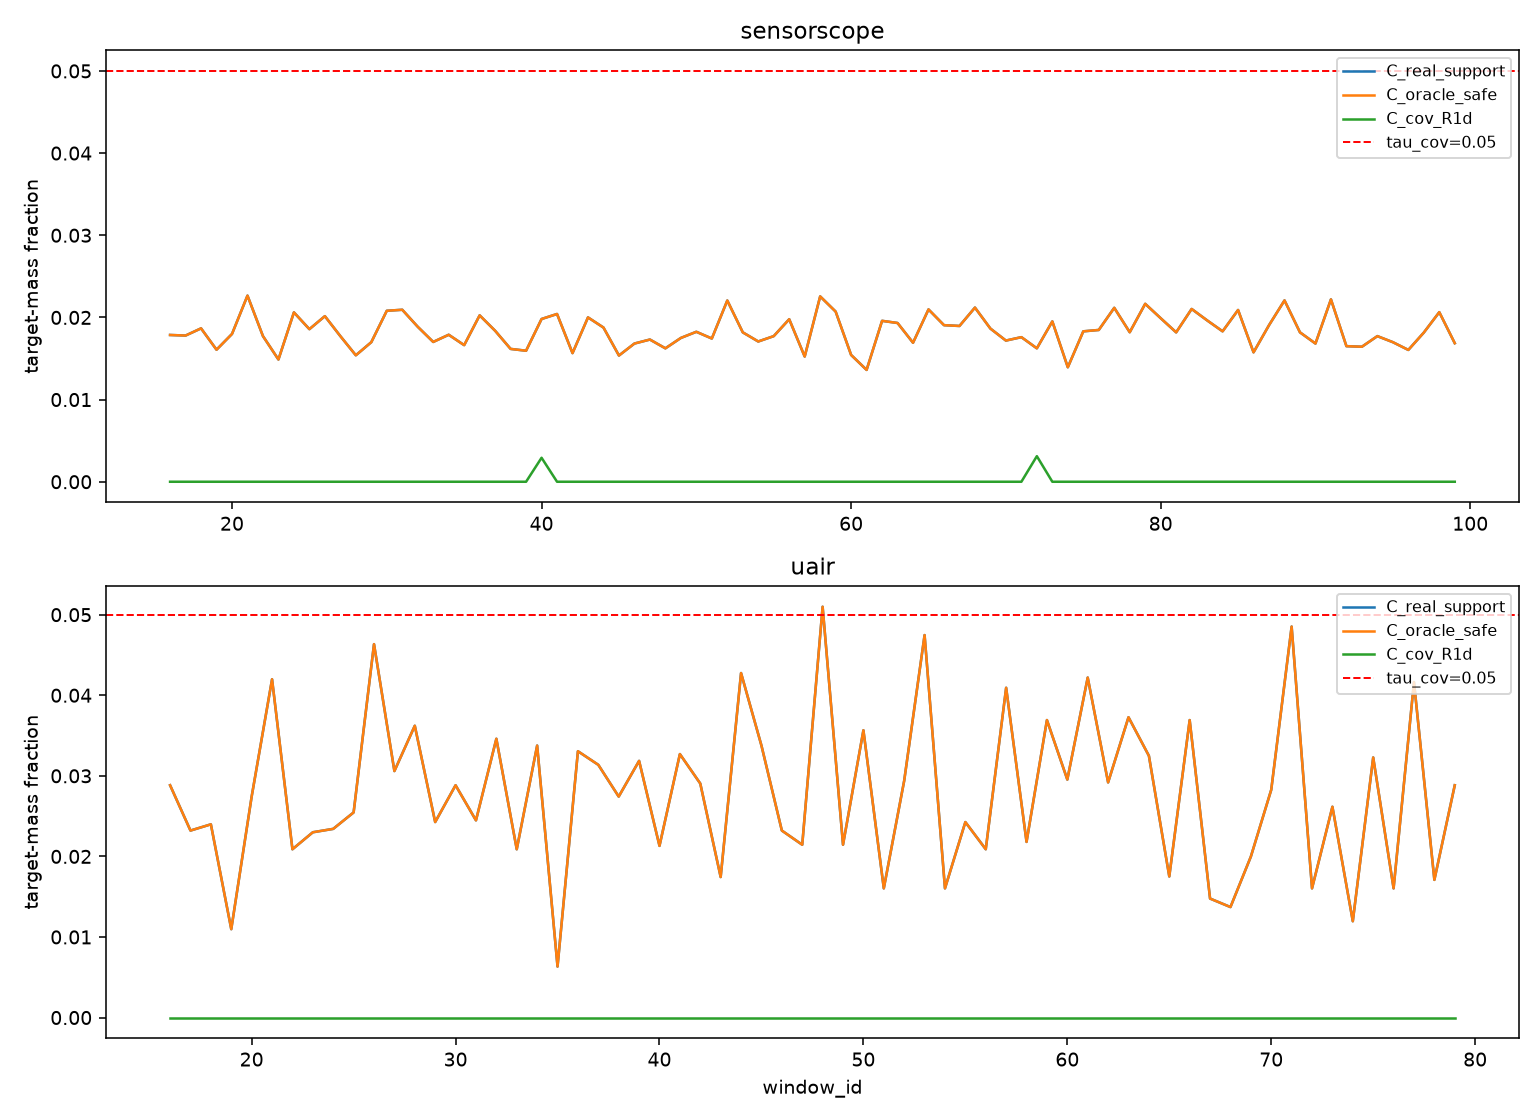 sensorscope
target-mass fraction
0.05
0.04
0.03
0.02
0.01
0.00
20 40 60 80 100
C_real_support
C_oracle_safe
C_cov_R1d
tau_cov=0.05
uair
target-mass fraction
0.05
0.04
0.03
0.02
0.01
0.00
20 30 40 50 60 70 80
window_id
C_real_support
C_oracle_safe
C_cov_R1d
tau_cov=0.05